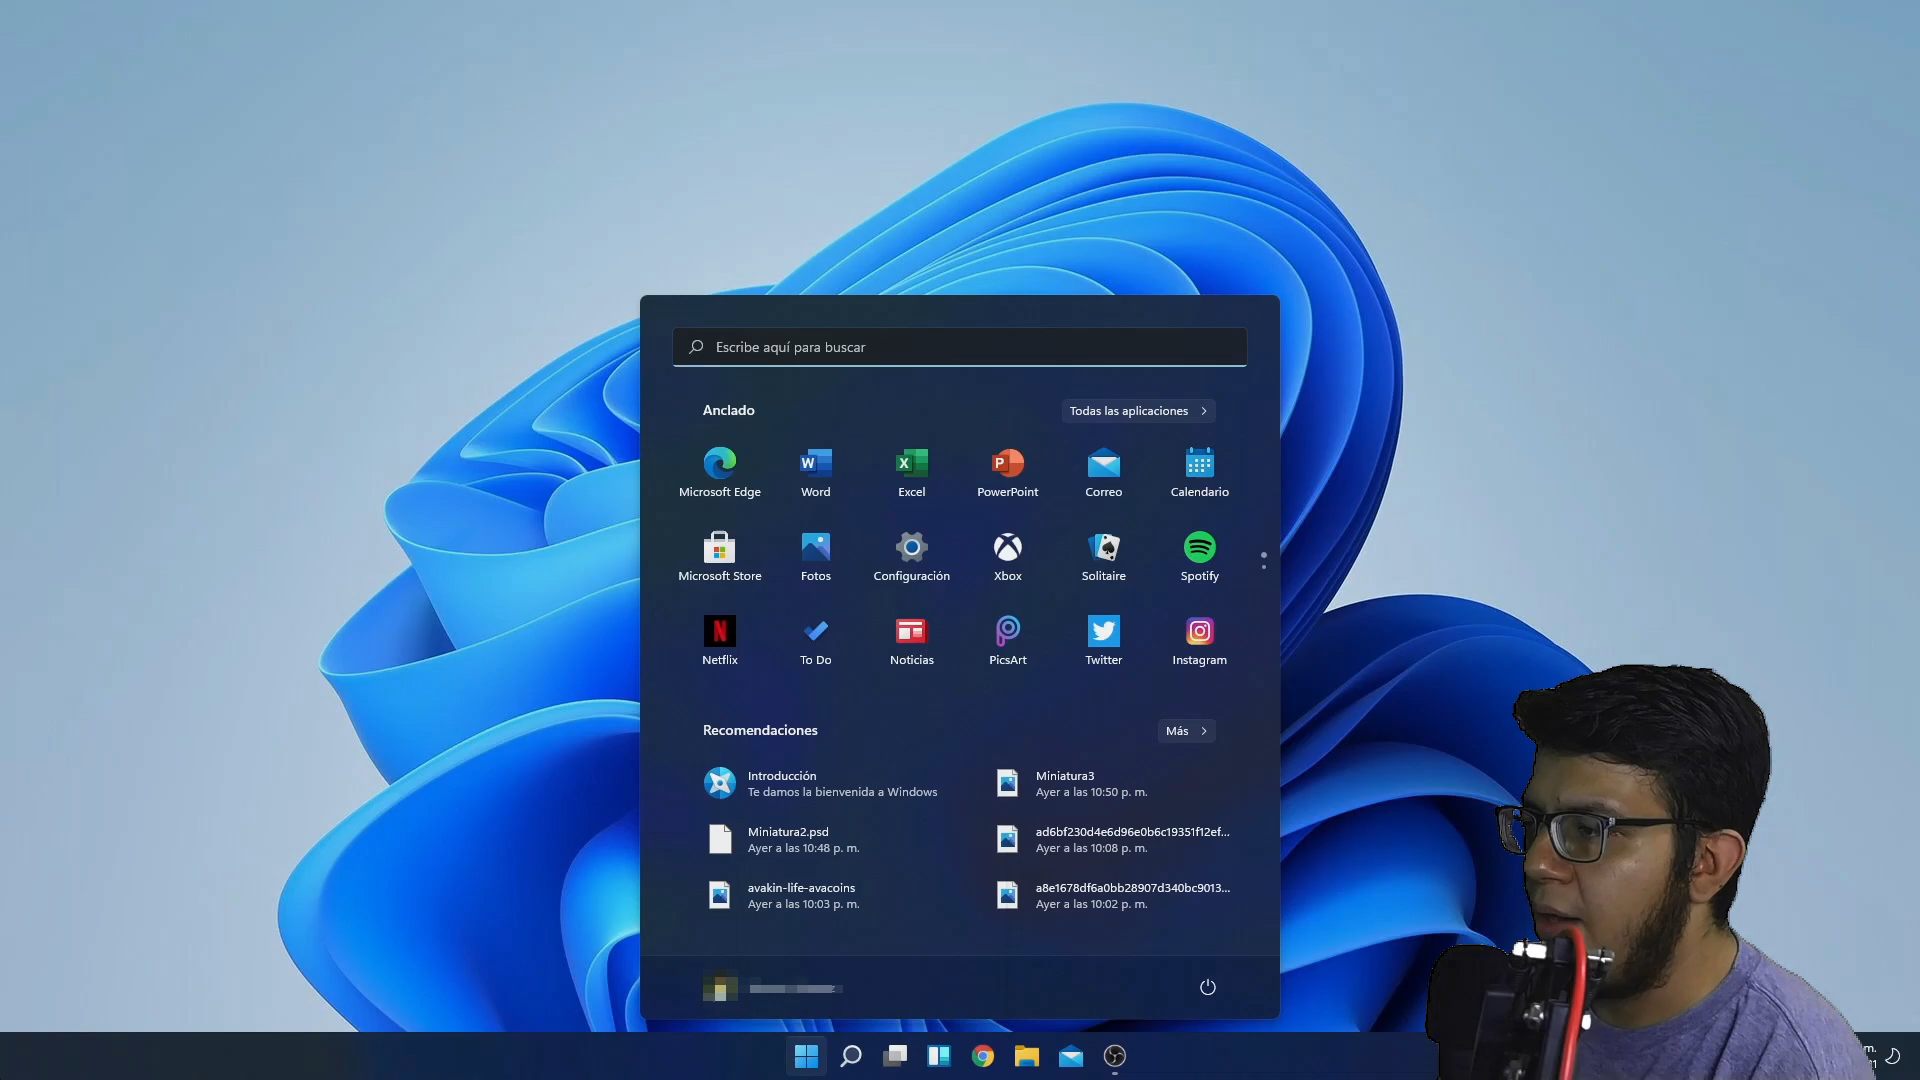 Escribe aquí para buscar
Anclado
Todas las aplicaciones
Microsoft Edge
Word
Excel
PowerPoint
Correo
Calendario
Microsoft Store
Fotos
Configuración
Xbox
Solitaire
Spotify
Netflix
To Do
Noticias
PicsArt
Twitter
Instagram
Recomendaciones
Más
Introducción
Te damos la bienvenida a Windows
Miniatura3
Ayer a las 10:50 p. m.
Miniatura2.psd
Ayer a las 10:48 p. m.
ad6bf230d4e6d96e0b6c19351f12ef...
Ayer a las 10:08 p. m.
avakin-life-avacoins
Ayer a las 10:03 p. m.
a8e1678df6a0bb28907d340bc9013...
Ayer a las 10:02 p. m.